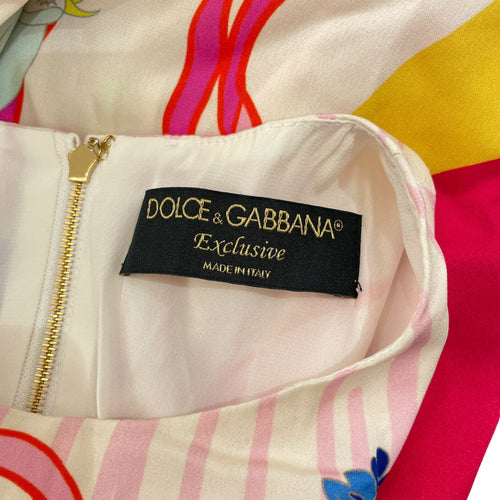 DOLCE & GABBANA®
Exclusive
MADE IN ITALY